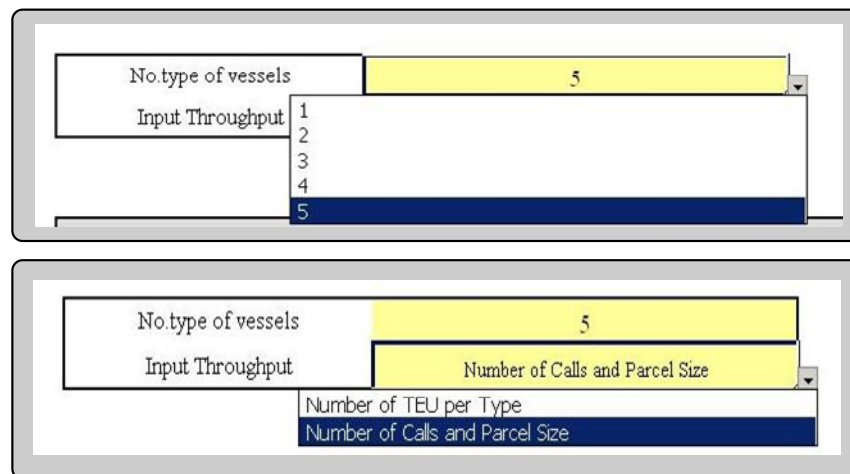 No.type of vessels 5
Input Throughput
1
2
3
4
5
No.type of vessels 5
Input Throughput Number of Calls and Parcel Size
Number of TEU per Type
Number of Calls and Parcel Size